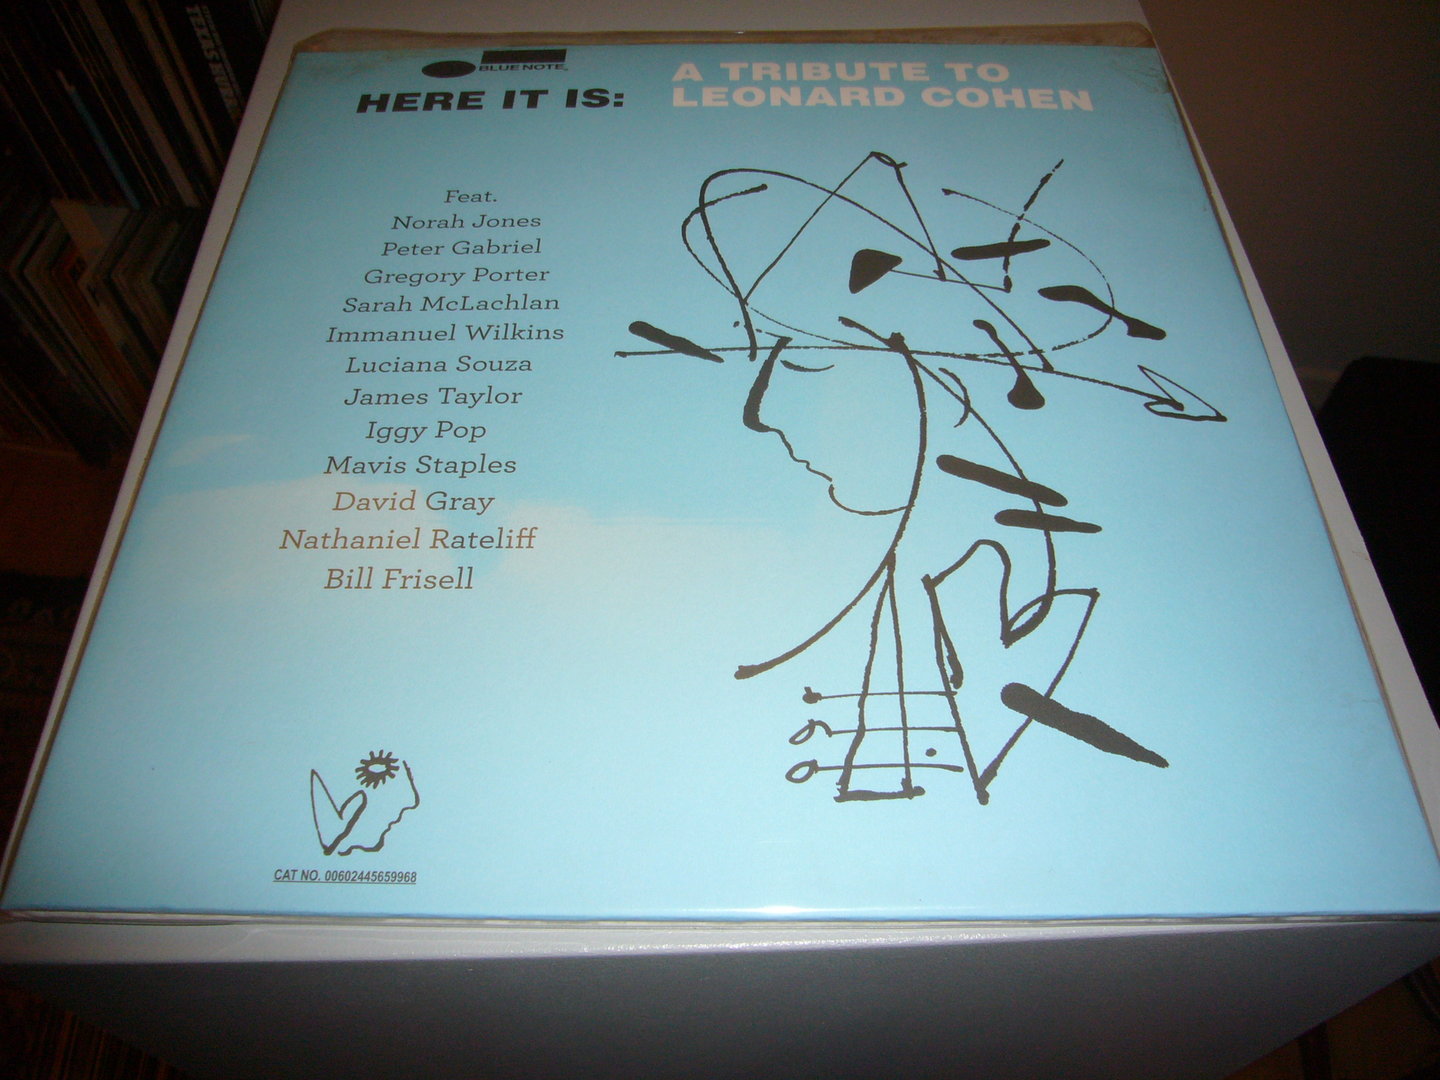 BLUE NOTE
HERE IT IS: A TRIBUTE TO
LEONARD COHEN
Feat.
Norah Jones
Peter Gabriel
Gregory Porter
Sarah McLachlan
Immanuel Wilkins
Luciana Souza
James Taylor
Iggy Pop
Mavis Staples
David Gray
Nathaniel Rateliff
Bill Frisell
CAT NO. 00602445659968
TEXAS